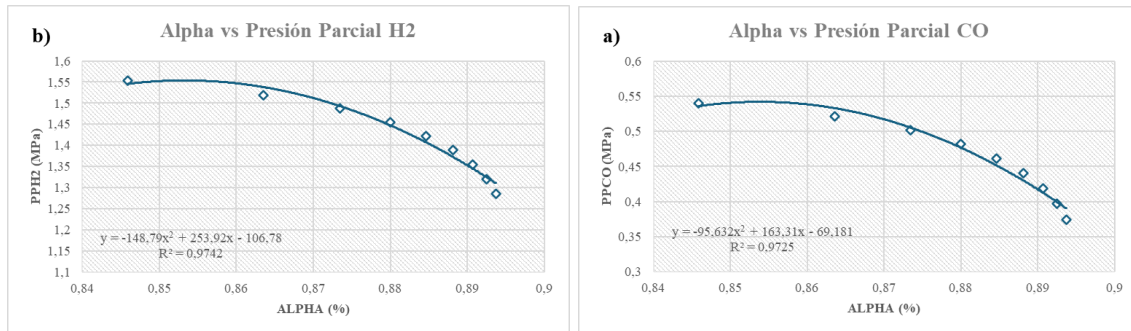 b)
Alpha vs Presión Parcial H2
PPH2 (MPa)
1,6
1,55
1,5
1,45
1,4
1,35
1,3
1,25
1,2
1,15
1,1
y = -148,79x² + 253,92x - 106,78
R² = 0,9742
0,84 0,85 0,86 0,87 0,88 0,89 0,9
ALPHA (%)
a)
Alpha vs Presión Parcial CO
PPCO (MPa)
0,6
0,55
0,5
0,45
0,4
0,35
0,3
y = -95,632x² + 163,31x - 69,181
R² = 0,9725
0,84 0,85 0,86 0,87 0,88 0,89 0,9
ALPHA (%)